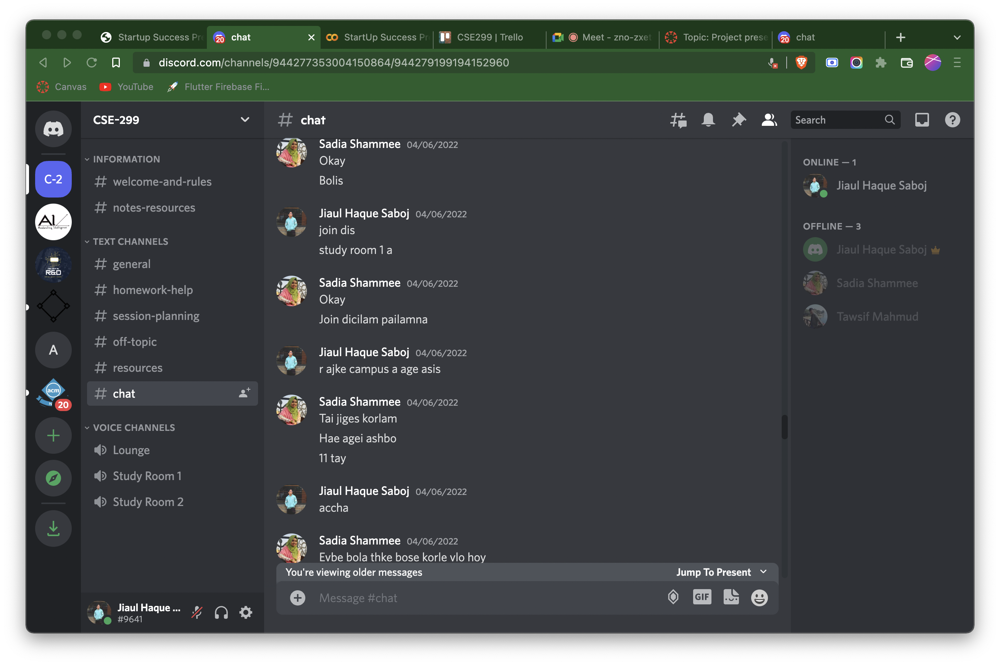 Startup Success Pre
20
chat
StartUp Success Pr
CSE299 | Trello
Meet - zno-zxet
Topic: Project prese
20
chat
discord.com/channels/944277353004150864/944279199194152960
Canvas
YouTube
Flutter Firebase Fi...
CSE-299
chat
Search
C-2
AI
R&D
A
acm
20
INFORMATION
welcome-and-rules
notes-resources
TEXT CHANNELS
general
homework-help
session-planning
off-topic
resources
chat
VOICE CHANNELS
Lounge
Study Room 1
Study Room 2
Jiaul Haque ...
#9641
Sadia Shammee 04/06/2022
Okay
Bolis
Jiaul Haque Saboj 04/06/2022
join dis
study room 1 a
Sadia Shammee 04/06/2022
Okay
Join dicilam pailamna
Jiaul Haque Saboj 04/06/2022
r ajke campus a age asis
Sadia Shammee 04/06/2022
Tai jiges korlam
Hae agei ashbo
11 tay
Jiaul Haque Saboj 04/06/2022
accha
Sadia Shammee 04/06/2022
Evbe bola thke bose korle vlo hoy
You're viewing older messages
Jump To Present
Message #chat
GIF
ONLINE — 1
Jiaul Haque Saboj
OFFLINE — 3
Jiaul Haque Saboj
Sadia Shammee
Tawsif Mahmud